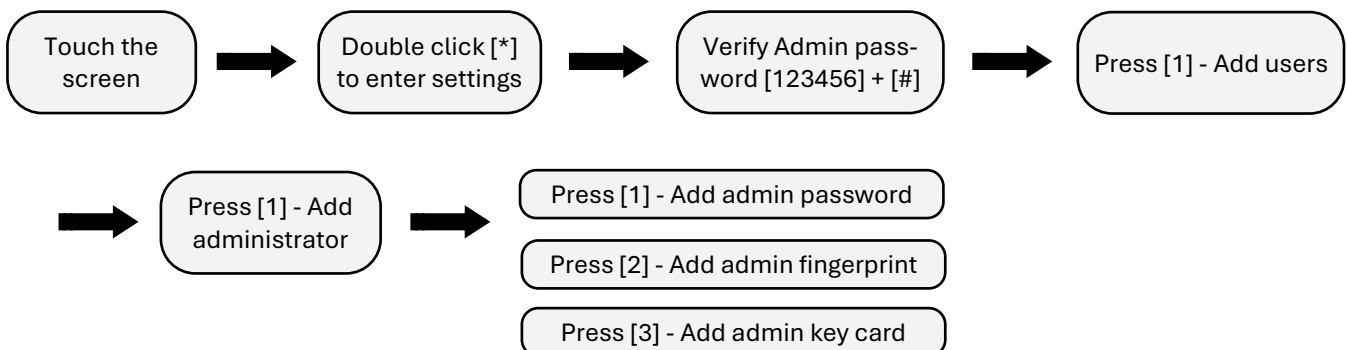 Touch the
screen
Double click [*]
to enter settings
Verify Admin pass-
word [123456] + [#]
Press [1] - Add users
Press [1] - Add
administrator
Press [1] - Add admin password
Press [2] - Add admin fingerprint
Press [3] - Add admin key card